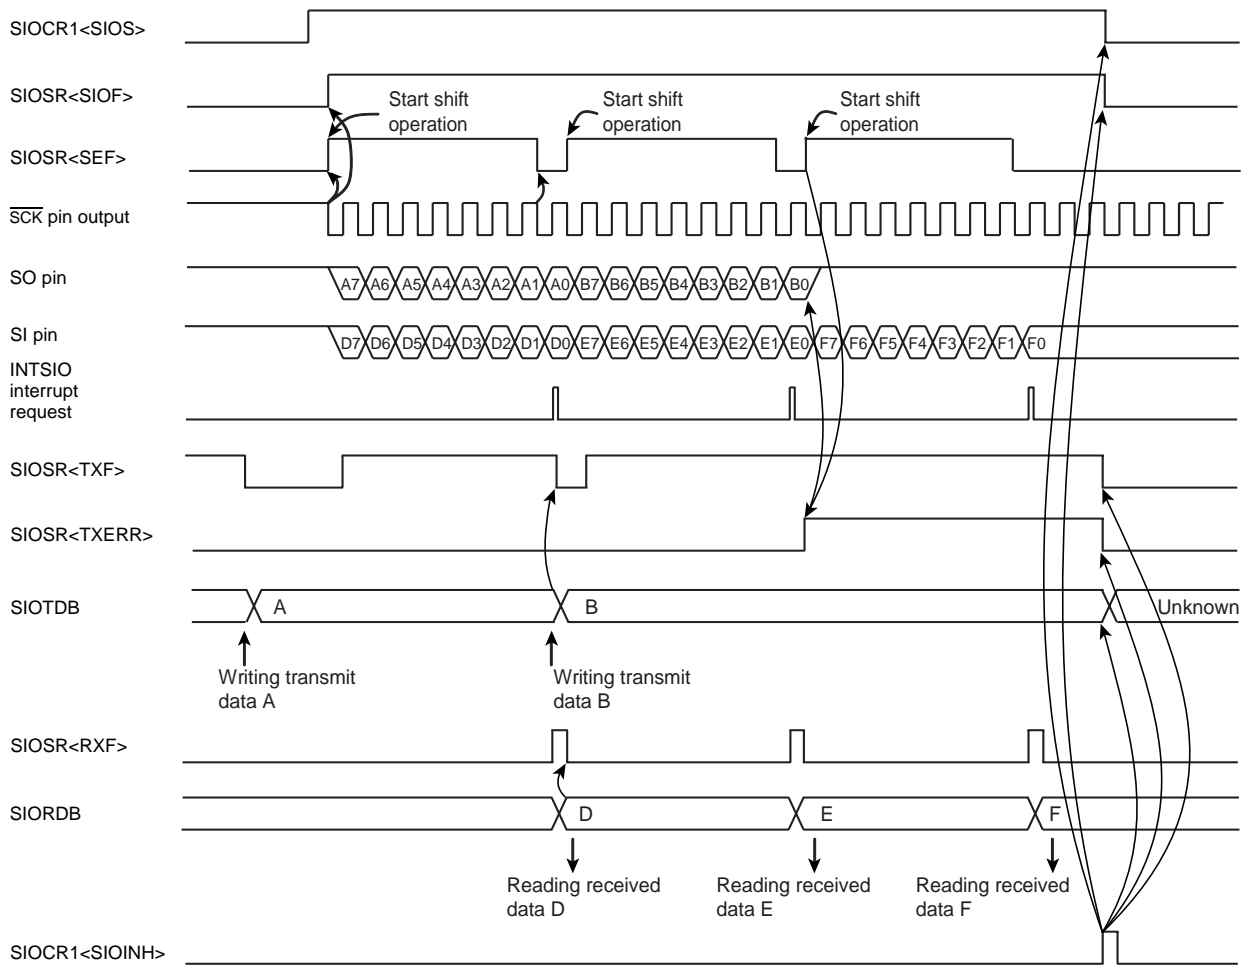 SIOCR1<SIOS>
SIOSR<SIOF>
Start shift
operation
Start shift
operation
Start shift
operation
SIOSR<SEF>
SCK pin output
SO pin
A7 A6 A5 A4 A3 A2 A1 A0 B7 B6 B5 B4 B3 B2 B1 B0
SI pin
D7 D6 D5 D4 D3 D2 D1 D0 E7 E6 E5 E4 E3 E2 E1 E0 F7 F6 F5 F4 F3 F2 F1 F0
INTSIO
interrupt
request
SIOSR<TXF>
SIOSR<TXERR>
SIOTDB
A
B
Unknown
Writing transmit
data A
Writing transmit
data B
SIOSR<RXF>
SIORDB
D
E
F
Reading received
data D
Reading received
data E
Reading received
data F
SIOCR1<SIOINH>